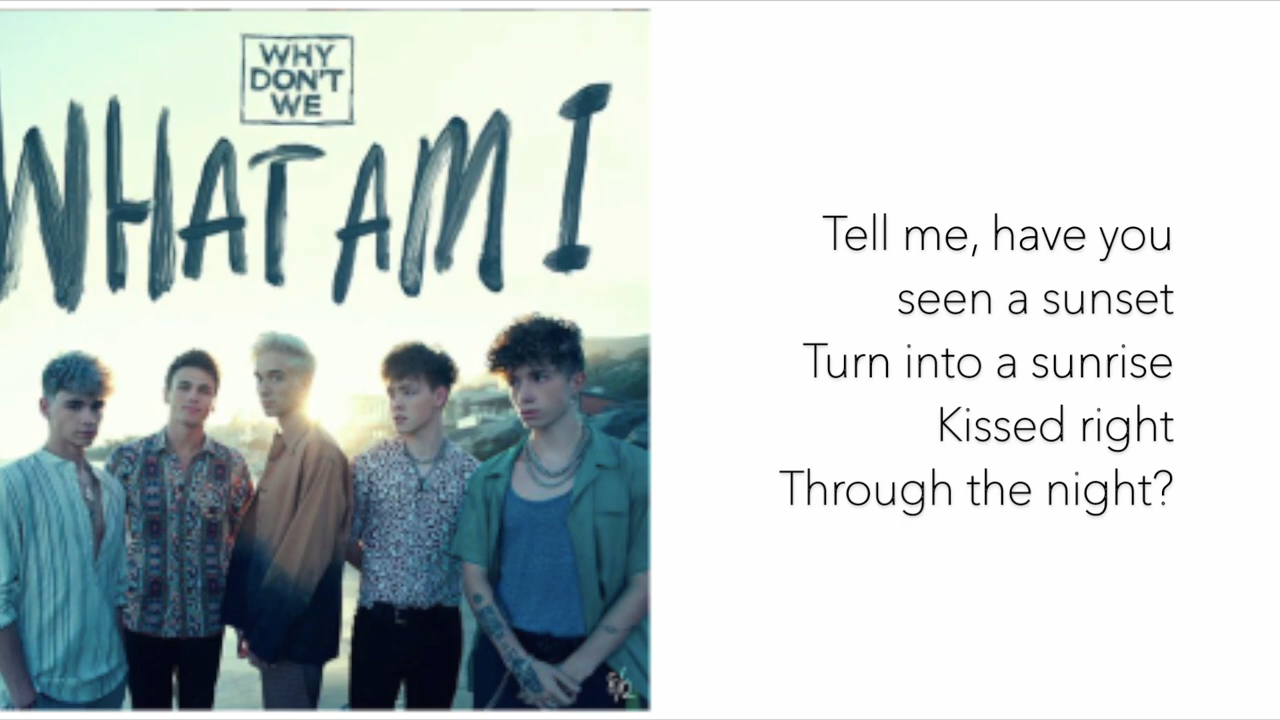 WHY
DON'T
WE
WHAT AM I
Tell me, have you
seen a sunset
Turn into a sunrise
Kissed right
Through the night?